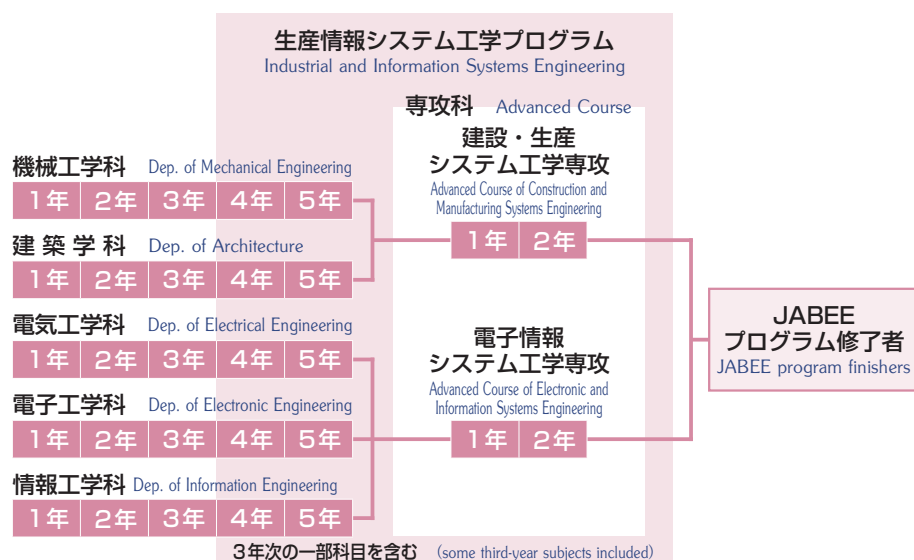 生産情報システム工学プログラム
Industrial and Information Systems Engineering
専攻科 Advanced Course
建設・生産
システム工学専攻
Advanced Course of Construction and
Manufacturing Systems Engineering
1年 2年
機械工学科 Dep. of Mechanical Engineering
1年 2年 3年 4年 5年
建築学科 Dep. of Architecture
1年 2年 3年 4年 5年
電気工学科 Dep. of Electrical Engineering
1年 2年 3年 4年 5年
電子工学科 Dep. of Electronic Engineering
1年 2年 3年 4年 5年
情報工学科 Dep. of Information Engineering
1年 2年 3年 4年 5年
電子情報
システム工学専攻
Advanced Course of Electronic and
Information Systems Engineering
1年 2年
JABEE
プログラム修了者
JABEE program finishers
3年次の一部科目を含む (some third-year subjects included)